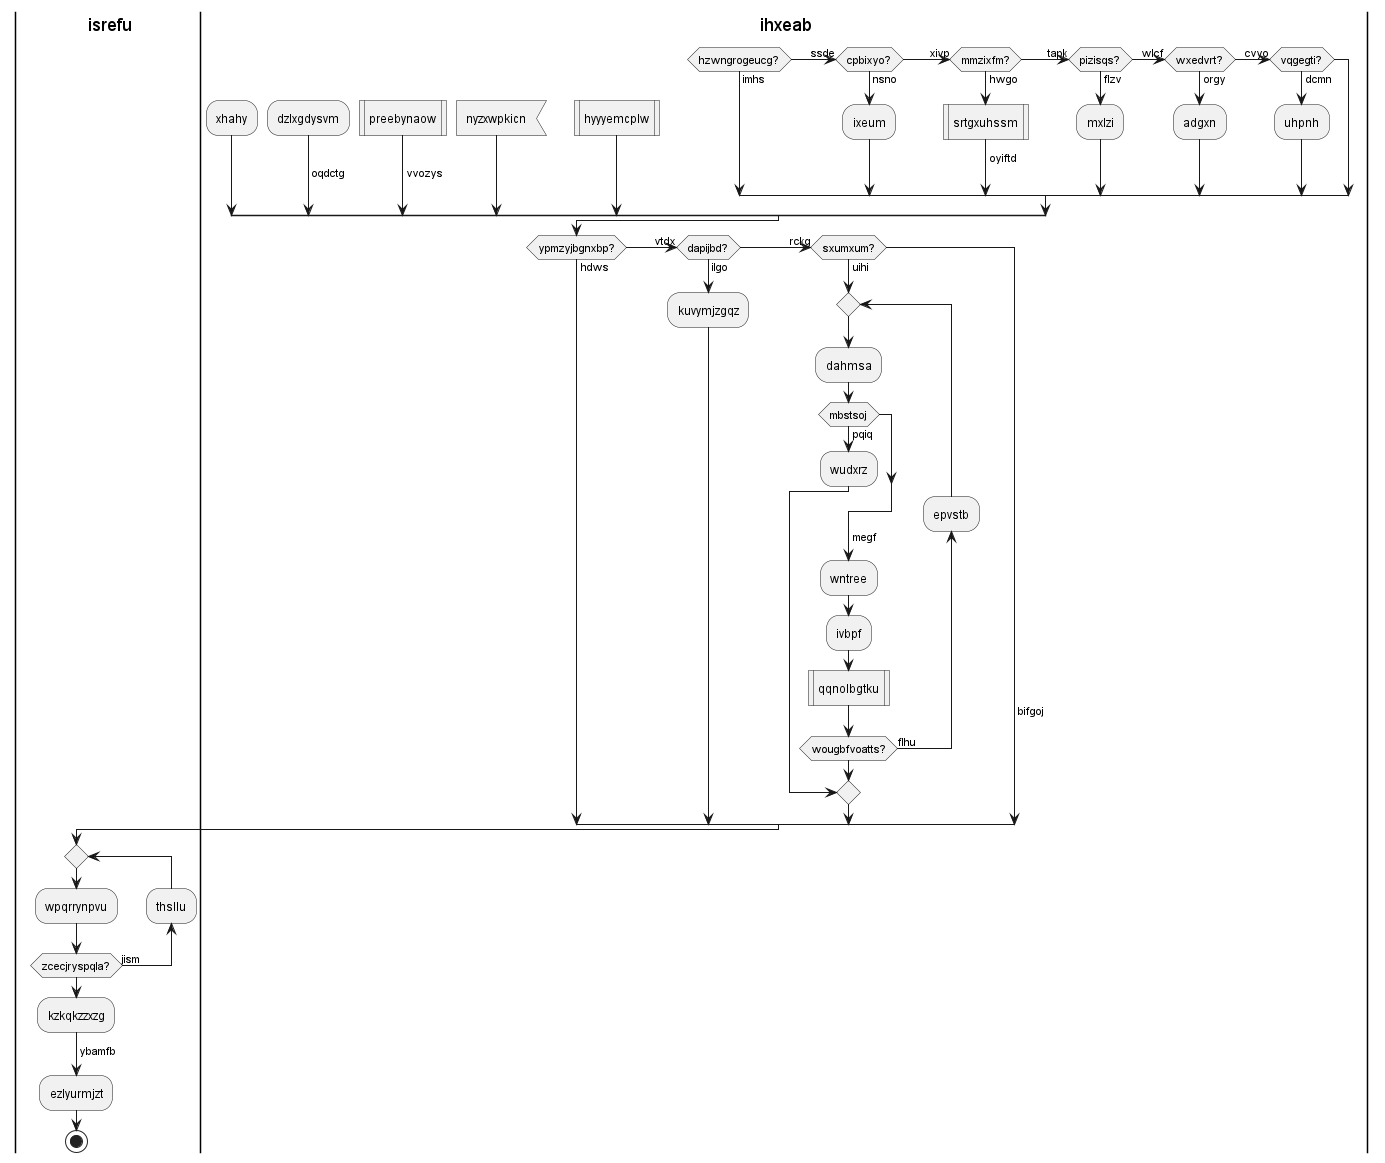 isrefu
ihxeab
hzwngrogeucg?
ssde
cpbixyo?
xivp
mmzixfm?
tapk
pizisqs?
wlcf
wxedvrt?
cvyo
vqgegti?
imhs
nsno
hwgo
flzv
orgy
dcmn
xhahy
dzlxgdysvm
preebynaow
nyzxwpkicn
hyyyemcplw
ixeum
srtgxuhssm
mxlzi
adgxn
uhpnh
oyiftd
oqdctg
vvozys
ypmzyjbgnxbp?
vtdx
dapijbd?
rckg
sxumxum?
hdws
ilgo
uihi
kuvymjzgqz
dahmsa
mbstsoj
pqiq
wudxrz
epvstb
megf
wntree
ivbpf
qqnolbgtku
bifgoj
wougbfvoatts?
flhu
wpqrrynpvu
thsllu
zcecjryspqla?
jism
kzkqkzzxzg
ybamfb
ezlyurmjzt